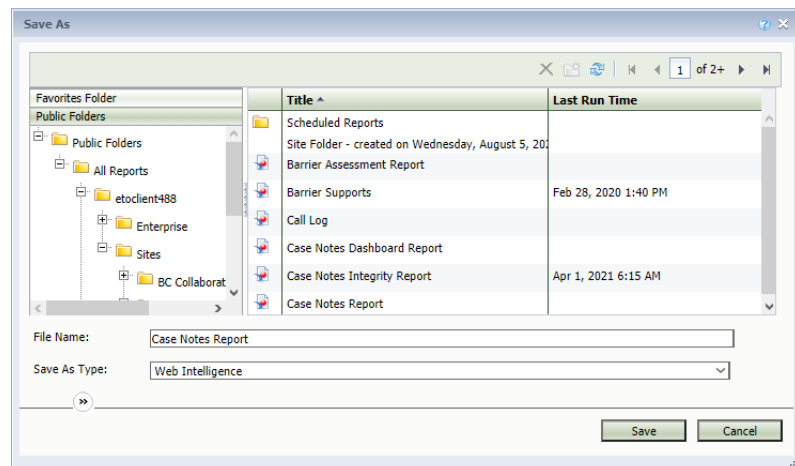 Save As
1 of 2+
Favorites Folder
Public Folders
Public Folders
All Reports
etoclient488
Enterprise
Sites
BC Collaborat
Title Last Run Time
Scheduled Reports
Site Folder - created on Wednesday, August 5, 202
Barrier Assessment Report
Barrier Supports Feb 28, 2020 1:40 PM
Call Log
Case Notes Dashboard Report
Case Notes Integrity Report Apr 1, 2021 6:15 AM
Case Notes Report
File Name: Case Notes Report
Save As Type: Web Intelligence
Save Cancel